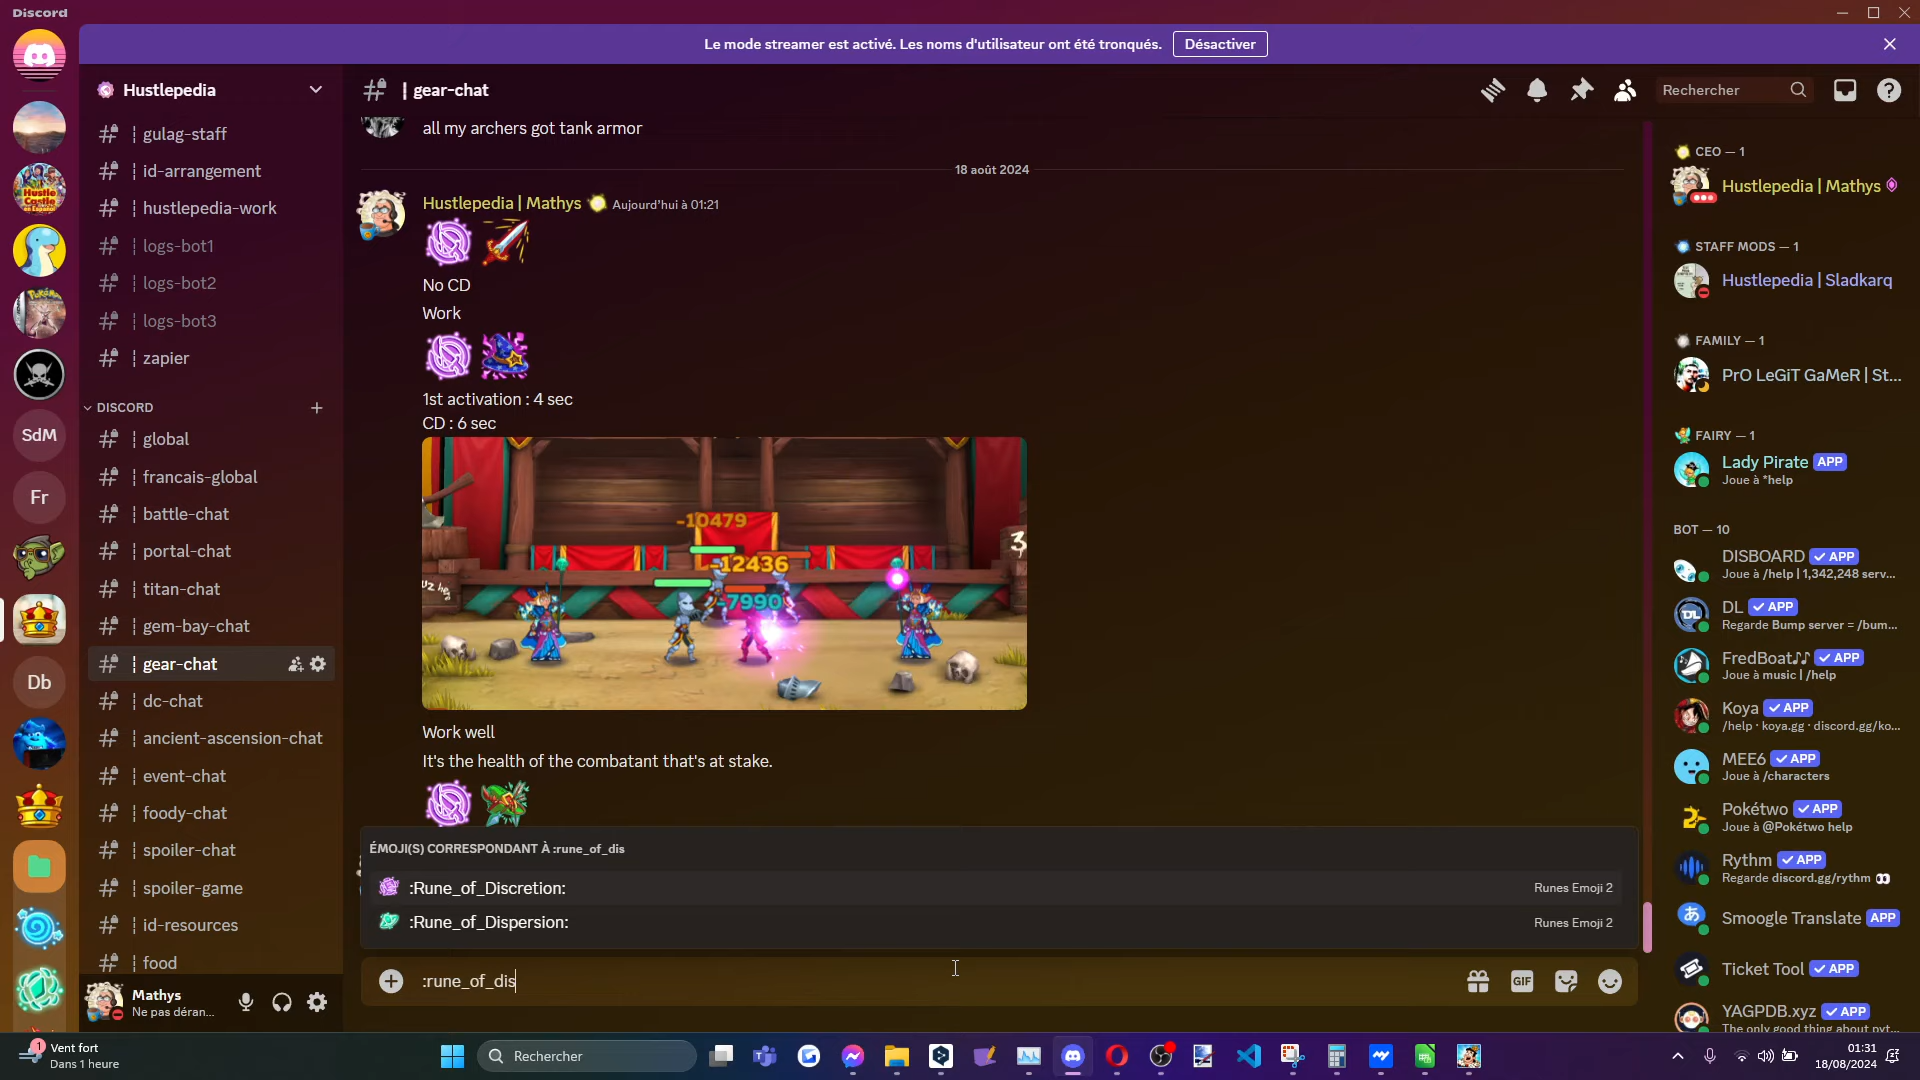 Discord
Le mode streamer est activé. Les noms d'utilisateur ont été tronqués.
Désactiver
Hustlepedia
gulag-staff
id-arrangement
hustlepedia-work
logs-bot1
logs-bot2
logs-bot3
zapier
DISCORD
global
francais-global
battle-chat
portal-chat
titan-chat
gem-bay-chat
gear-chat
dc-chat
ancient-ascension-chat
event-chat
foody-chat
spoiler-chat
spoiler-game
id-resources
food
SdM
Fr
Db
Mathys
Ne pas déran...
| gear-chat
Rechercher
all my archers got tank armor
18 août 2024
Hustlepedia | Mathys Aujourd'hui à 01:21
No CD
Work
1st activation : 4 sec
CD : 6 sec
-10479
-12436
-7990
3
Work well
It's the health of the combatant that's at stake.
ÉMOJI(S) CORRESPONDANT À :rune_of_dis
:Rune_of_Discretion: Runes Emoji 2
:Rune_of_Dispersion: Runes Emoji 2
:rune_of_dis
GIF
CEO — 1
Hustlepedia | Mathys
STAFF MODS — 1
Hustlepedia | Sladkarq
FAMILY — 1
PrO LeGiT GaMeR | St...
FAIRY — 1
Lady Pirate APP
Joue à *help
BOT — 10
DISBOARD APP
Joue à /help | 1,342,248 serv...
DL APP
Regarde Bump server = /bum...
FredBoat♪♪ APP
Joue à music | /help
Koya APP
/help · koya.gg · discord.gg/ko...
MEE6 APP
Joue à /characters
Pokétwo APP
Joue à @Pokétwo help
Rythm APP
Regarde discord.gg/rythm
Smoogle Translate APP
Ticket Tool APP
YAGPDB.xyz APP
The only good thing about pyt...
1
Vent fort
Dans 1 heure
Rechercher
01:31
18/08/2024